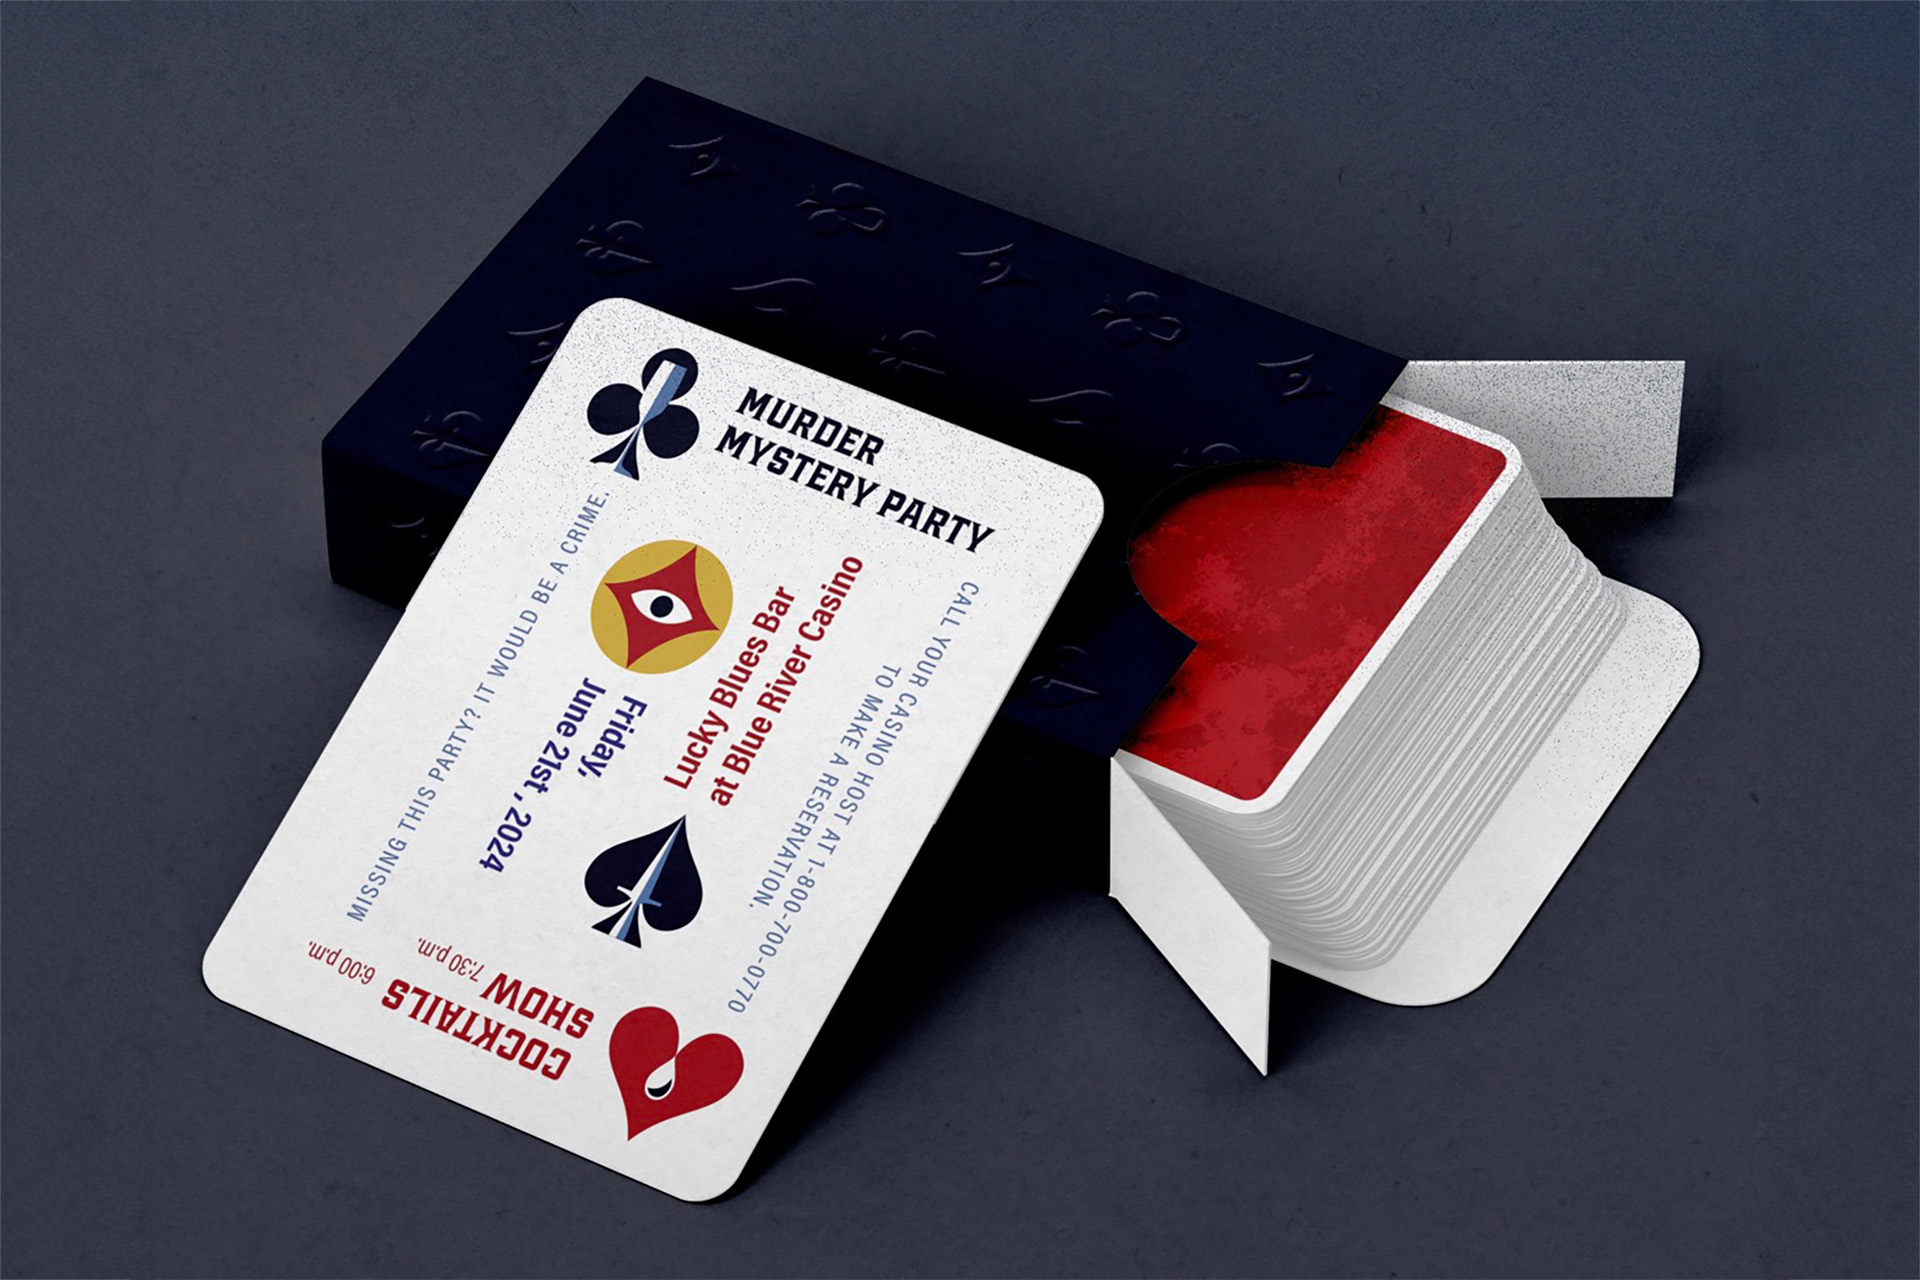 MURDER
MYSTERY PARTY
MISSING THIS PARTY? IT WOULD BE A CRIME.
Friday,
June 21st, 2024
Lucky Blues Bar
at Blue River Casino
CALL YOUR CASINO HOST AT 1-800-700-0770
TO MAKE A RESERVATION.
COCKTAILS 6:00 p.m.
SHOW 7:30 p.m.